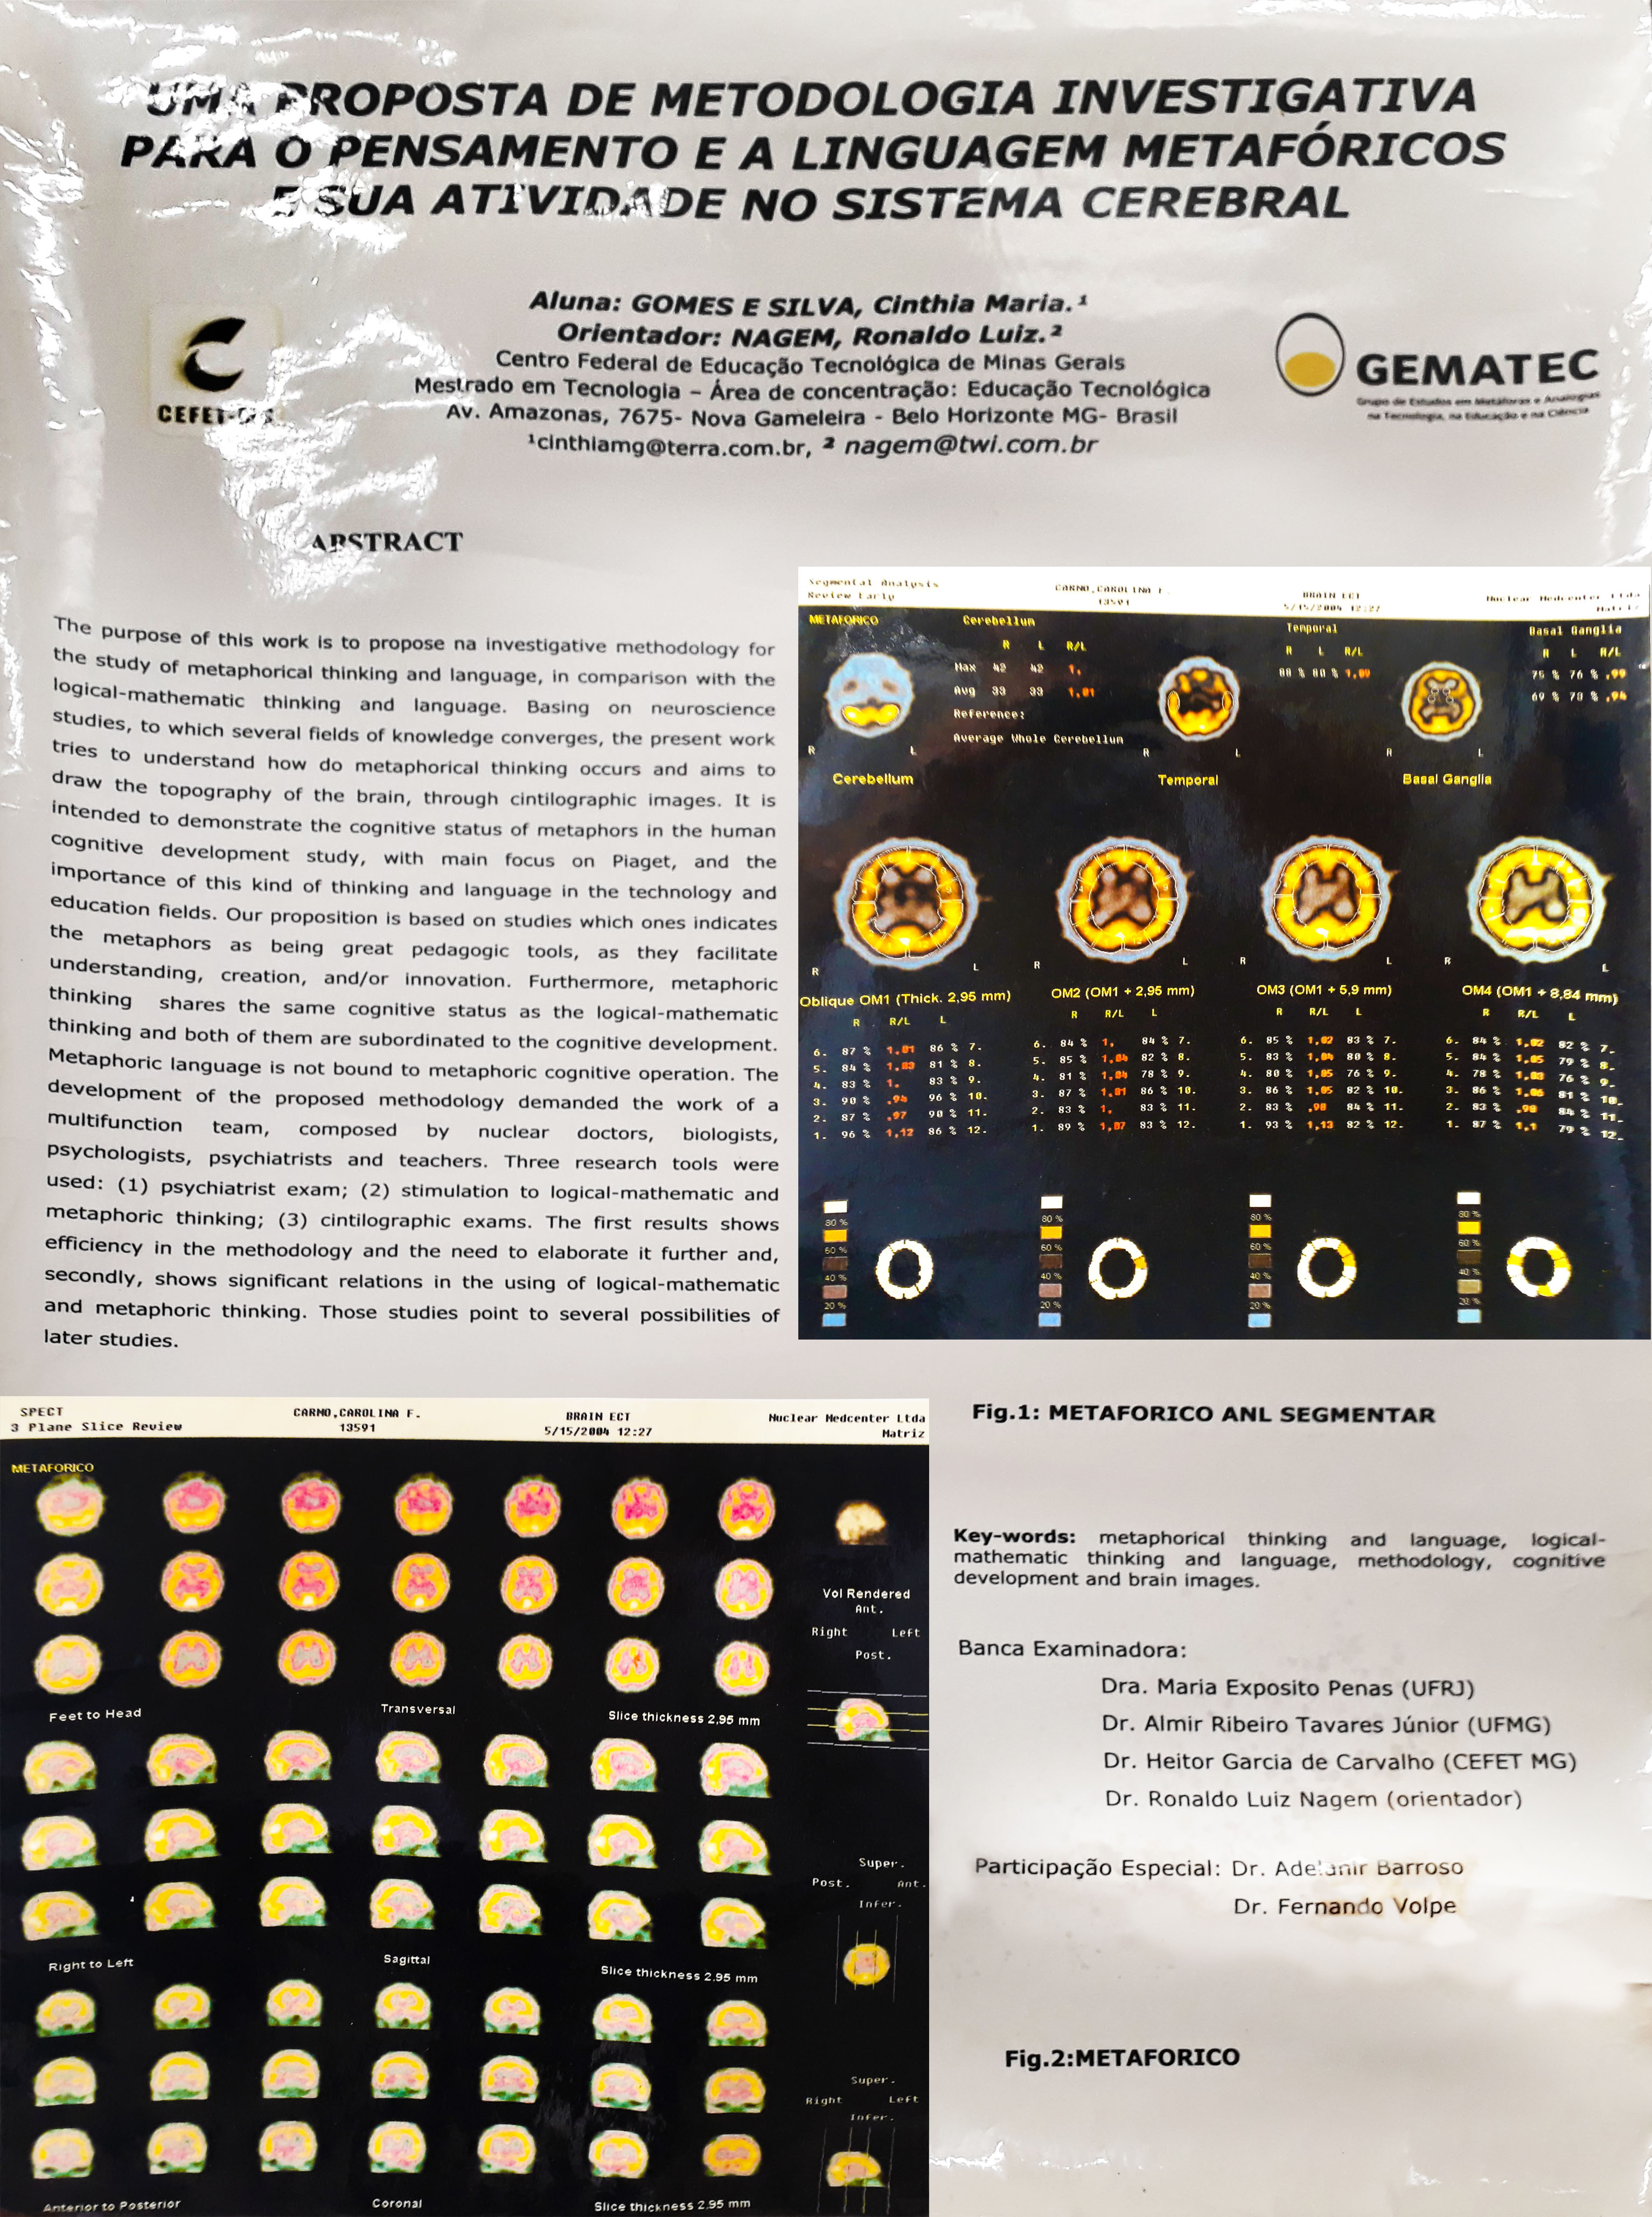 UMA PROPOSTA DE METODOLOGIA INVESTIGATIVA
PARA O PENSAMENTO E A LINGUAGEM METAFÓRICOS
E SUA ATIVIDADE NO SISTEMA CEREBRAL
Aluna: GOMES E SILVA, Cinthia Maria.¹
Orientador: NAGEM, Ronaldo Luiz.²
Centro Federal de Educação Tecnológica de Minas Gerais
Mestrado em Tecnologia – Área de concentração: Educação Tecnológica
Av. Amazonas, 7675- Nova Gameleira - Belo Horizonte MG- Brasil
¹cinthiamg@terra.com.br, ² nagem@twi.com.br
CEFET-MG
GEMATEC
Grupo de Estudos em Metáforas e Analogias
na Tecnologia, na Educação e na Ciência
ABSTRACT
The purpose of this work is to propose na investigative methodology for
the study of metaphorical thinking and language, in comparison with the
logical-mathematic thinking and language. Basing on neuroscience
studies, to which several fields of knowledge converges, the present work
tries to understand how do metaphorical thinking occurs and aims to
draw the topography of the brain, through cintilographic images. It is
intended to demonstrate the cognitive status of metaphors in the human
cognitive development study, with main focus on Piaget, and the
importance of this kind of thinking and language in the technology and
education fields. Our proposition is based on studies which ones indicates
the metaphors as being great pedagogic tools, as they facilitate
understanding, creation, and/or innovation. Furthermore, metaphoric
thinking shares the same cognitive status as the logical-mathematic
thinking and both of them are subordinated to the cognitive development.
Metaphoric language is not bound to metaphoric cognitive operation. The
development of the proposed methodology demanded the work of a
multifunction team, composed by nuclear doctors, biologists,
psychologists, psychiatrists and teachers. Three research tools were
used: (1) psychiatrist exam; (2) stimulation to logical-mathematic and
metaphoric thinking; (3) cintilographic exams. The first results shows
efficiency in the methodology and the need to elaborate it further and,
secondly, shows significant relations in the using of logical-mathematic
and metaphoric thinking. Those studies point to several possibilities of
later studies.
Segmental Analysis CARMO,CAROLINA F. BRAIN ECT Nuclear Medcenter Ltda
Review Early 13591 5/15/2004 12:27 Matriz
METAFORICO Cerebellum Temporal Basal Ganglia
R L R/L R L R/L R L R/L
Max 42 42 1, 88 % 80 % 1,09 75 % 76 % ,99
Avg 33 33 1,01 69 % 73 % ,94
Reference:
Average Whole Cerebellum
R L R L R L
Cerebellum Temporal Basal Ganglia
R L R L R L R L
Oblique OM1 (Thick. 2,95 mm) OM2 (OM1 + 2,95 mm) OM3 (OM1 + 5,9 mm) OM4 (OM1 + 8,84 mm)
R R/L L R R/L L R R/L L R R/L L
6. 87 % 1,01 86 % 7. 6. 84 % 1, 84 % 7. 6. 85 % 1,02 83 % 7. 6. 84 % 1,02 82 % 7.
5. 84 % 1,03 81 % 8. 5. 85 % 1,04 82 % 8. 5. 83 % 1,04 80 % 8. 5. 84 % 1,05 79 % 8.
4. 83 % 1. 83 % 9. 4. 81 % 1,04 78 % 9. 4. 80 % 1,05 76 % 9. 4. 78 % 1,03 76 % 9.
3. 90 % ,94 96 % 10. 3. 87 % 1,01 86 % 10. 3. 86 % 1,05 82 % 10. 3. 86 % 1,06 81 % 10.
2. 87 % ,97 90 % 11. 2. 83 % 1, 83 % 11. 2. 83 % ,98 84 % 11. 2. 83 % ,98 84 % 11.
1. 96 % 1,12 86 % 12. 1. 89 % 1,07 83 % 12. 1. 93 % 1,13 82 % 12. 1. 87 % 1,1 79 % 12.
80 % 80 % 80 % 80 %
60 % 60 % 60 % 60 %
40 % 40 % 40 % 40 %
20 % 20 % 20 % 20 %
Fig.1: METAFORICO ANL SEGMENTAR
SPECT CARMO,CAROLINA F. BRAIN ECT Nuclear Medcenter Ltda
3 Plane Slice Review 13591 5/15/2004 12:27 Matriz
METAFORICO
Vol Rendered
Ant.
Right Left
Post.
Feet to Head Transversal Slice thickness 2,95 mm
Super.
Post. Ant.
Infer.
Right to Left Sagittal Slice thickness 2.95 mm
Super.
Right Left
Infer.
Anterior to Posterior Coronal Slice thickness 2.95 mm
Key-words: metaphorical thinking and language, logical-
mathematic thinking and language, methodology, cognitive
development and brain images.
Banca Examinadora:
Dra. Maria Exposito Penas (UFRJ)
Dr. Almir Ribeiro Tavares Júnior (UFMG)
Dr. Heitor Garcia de Carvalho (CEFET MG)
Dr. Ronaldo Luiz Nagem (orientador)
Participação Especial: Dr. Adelanir Barroso
Dr. Fernando Volpe
Fig.2:METAFORICO